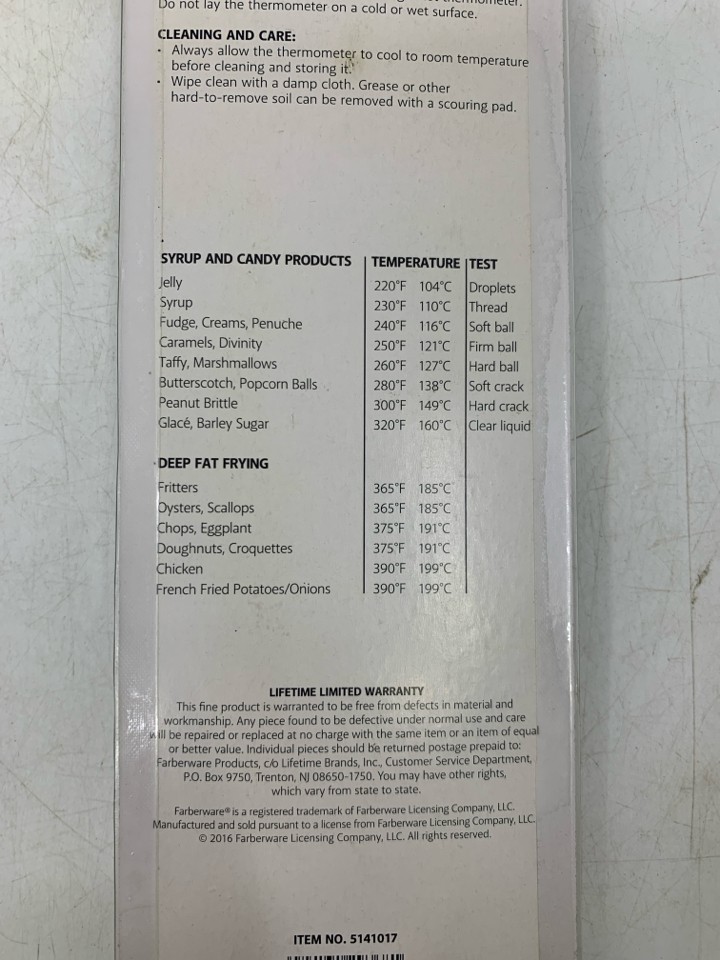 Do not lay the thermometer on a cold or wet surface.
CLEANING AND CARE:
• Always allow the thermometer to cool to room temperature
before cleaning and storing it.
• Wipe clean with a damp cloth. Grease or other
hard-to-remove soil can be removed with a scouring pad.
SYRUP AND CANDY PRODUCTS TEMPERATURE TEST
Jelly 220°F 104°C Droplets
Syrup 230°F 110°C Thread
Fudge, Creams, Penuche 240°F 116°C Soft ball
Caramels, Divinity 250°F 121°C Firm ball
Taffy, Marshmallows 260°F 127°C Hard ball
Butterscotch, Popcorn Balls 280°F 138°C Soft crack
Peanut Brittle 300°F 149°C Hard crack
Glacé, Barley Sugar 320°F 160°C Clear liquid
DEEP FAT FRYING
Fritters 365°F 185°C
Oysters, Scallops 365°F 185°C
Chops, Eggplant 375°F 191°C
Doughnuts, Croquettes 375°F 191°C
Chicken 390°F 199°C
French Fried Potatoes/Onions 390°F 199°C
LIFETIME LIMITED WARRANTY
This fine product is warranted to be free from defects in material and
workmanship. Any piece found to be defective under normal use and care
will be repaired or replaced at no charge with the same item or an item of equal
or better value. Individual pieces should be returned postage prepaid to:
Farberware Products, c/o Lifetime Brands, Inc., Customer Service Department,
P.O. Box 9750, Trenton, NJ 08650-1750. You may have other rights,
which vary from state to state.
Farberware® is a registered trademark of Farberware Licensing Company, LLC.
Manufactured and sold pursuant to a license from Farberware Licensing Company, LLC.
© 2016 Farberware Licensing Company, LLC. All rights reserved.
ITEM NO. 5141017